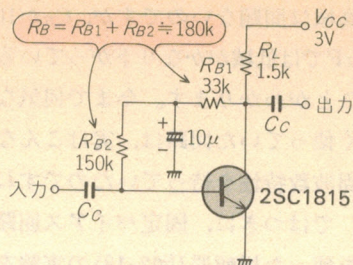 RB=RB1+RB2≒180k
VCC
3V
RL
1.5k
RB1
33k
CC
出力
+
10μ
−
RB2
150k
入力
CC
2SC1815